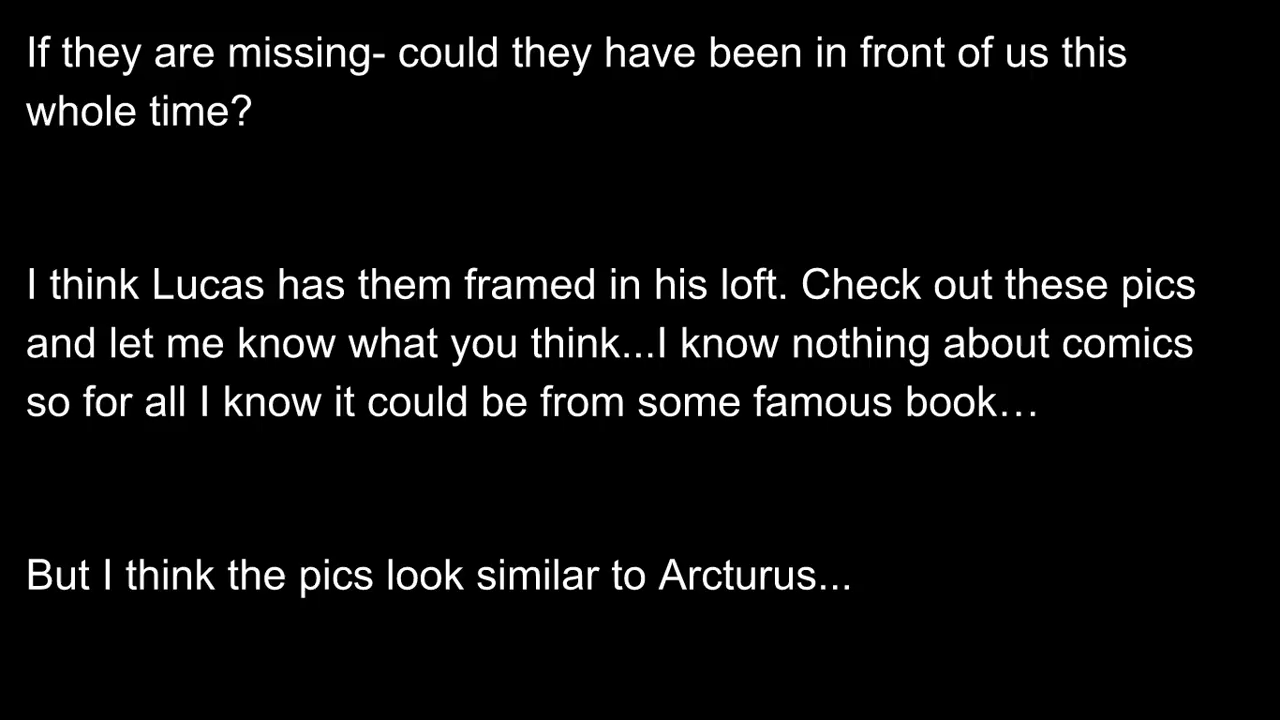 If they are missing- could they have been in front of us this
whole time?
I think Lucas has them framed in his loft. Check out these pics
and let me know what you think...I know nothing about comics
so for all I know it could be from some famous book…
But I think the pics look similar to Arcturus...